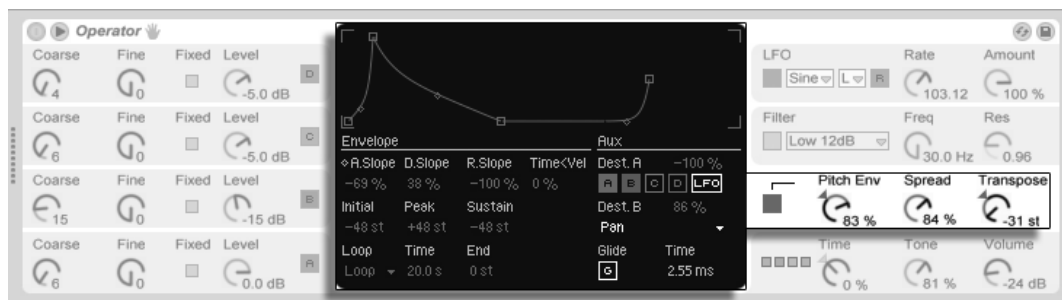 Operator
Coarse Fine Fixed Level
4 0 -5.0 dB D
Coarse Fine Fixed Level
6 0 -5.0 dB C
Coarse Fine Fixed Level
15 0 -15 dB B
Coarse Fine Fixed Level
6 0 0.0 dB A
Envelope
A.Slope D.Slope R.Slope Time<Vel
-69 % 38 % -100 % 0 %
Initial Peak Sustain
-48 st +48 st -48 st
Loop Time End
Loop 20.0 s 0 st
Aux
Dest. A -100 %
A B C D LFO
Dest. B 86 %
Pan
Glide Time
G 2.55 ms
LFO Rate Amount
Sine L R 103.12 100 %
Filter Freq Res
Low 12dB 30.0 Hz 0.96
Pitch Env Spread Transpose
83 % 84 % -31 st
Time Tone Volume
0 % 81 % -24 dB